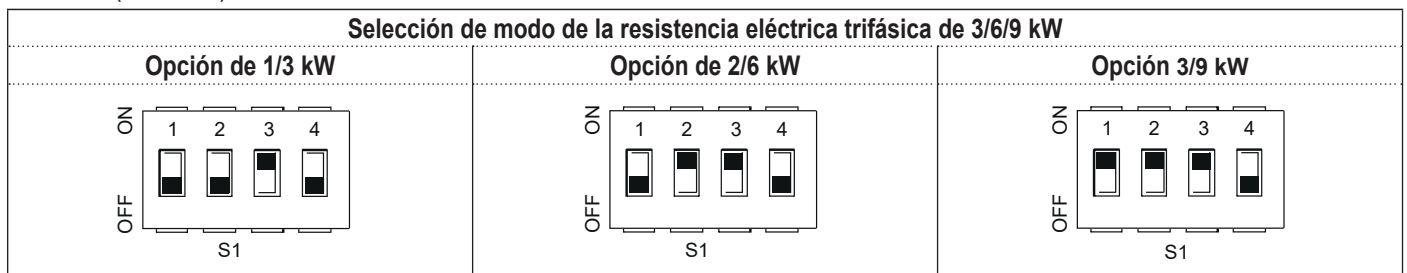 Selección de modo de la resistencia eléctrica trifásica de 3/6/9 kW
Opción de 1/3 kW
Opción de 2/6 kW
Opción 3/9 kW
ON
1 2 3 4
OFF
S1
ON
1 2 3 4
OFF
S1
ON
1 2 3 4
OFF
S1